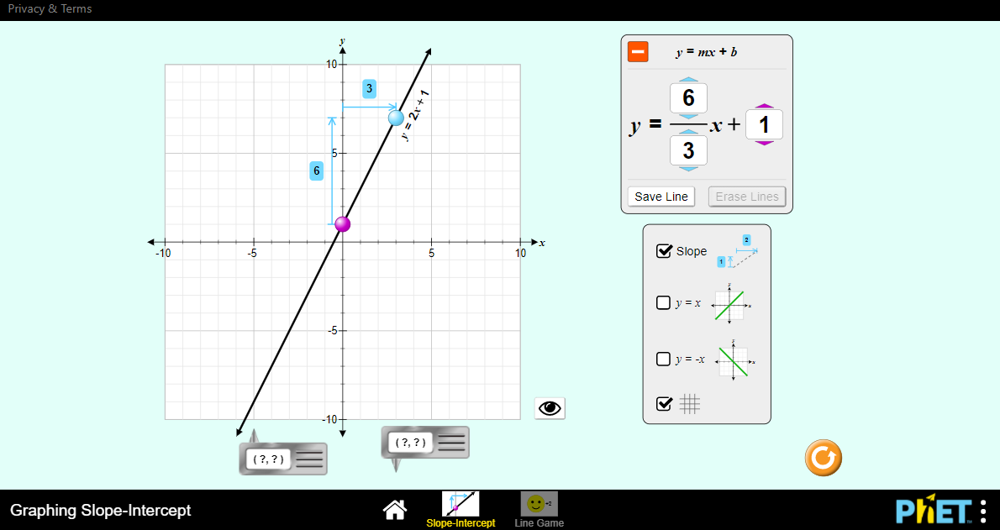 Privacy & Terms
y
10
5
-5
-10
-10
-5
5
10
x
3
6
y = 2x + 1
(?, ?)
(?, ?)
y = mx + b
y = 6/3 x + 1
Save Line
Erase Lines
Slope
2
1
y = x
y
x
y = -x
y
x
Graphing Slope-Intercept
Slope-Intercept
+2
Line Game
PhET